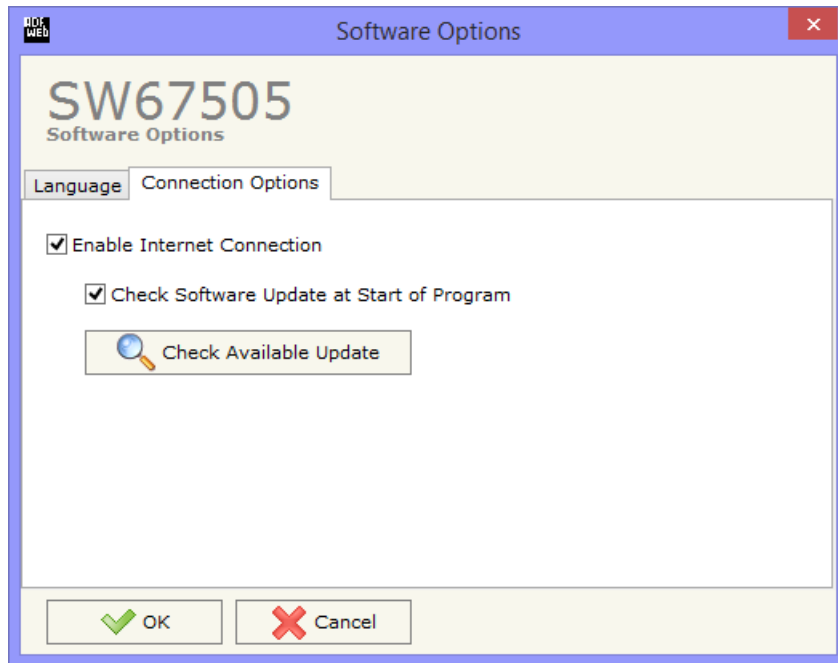 ADF
WEB
Software Options
SW67505
Software Options
Language
Connection Options
Enable Internet Connection
Check Software Update at Start of Program
Check Available Update
OK
Cancel